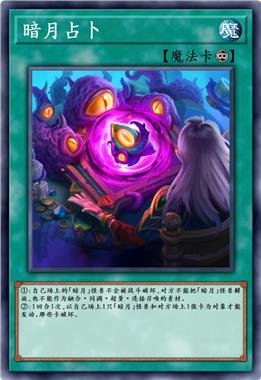 暗月占卜
魔
【魔法卡∞】
①：自己场上的「暗月」怪兽不会被战斗破坏，对方不能把「暗月」怪兽解
放，也不能作为融合·同调·超量·连接召唤的素材。
②：1回合1次，以自己场上1只「暗月」怪兽和对方场上1张卡为对象才能
发动。那些卡破坏。